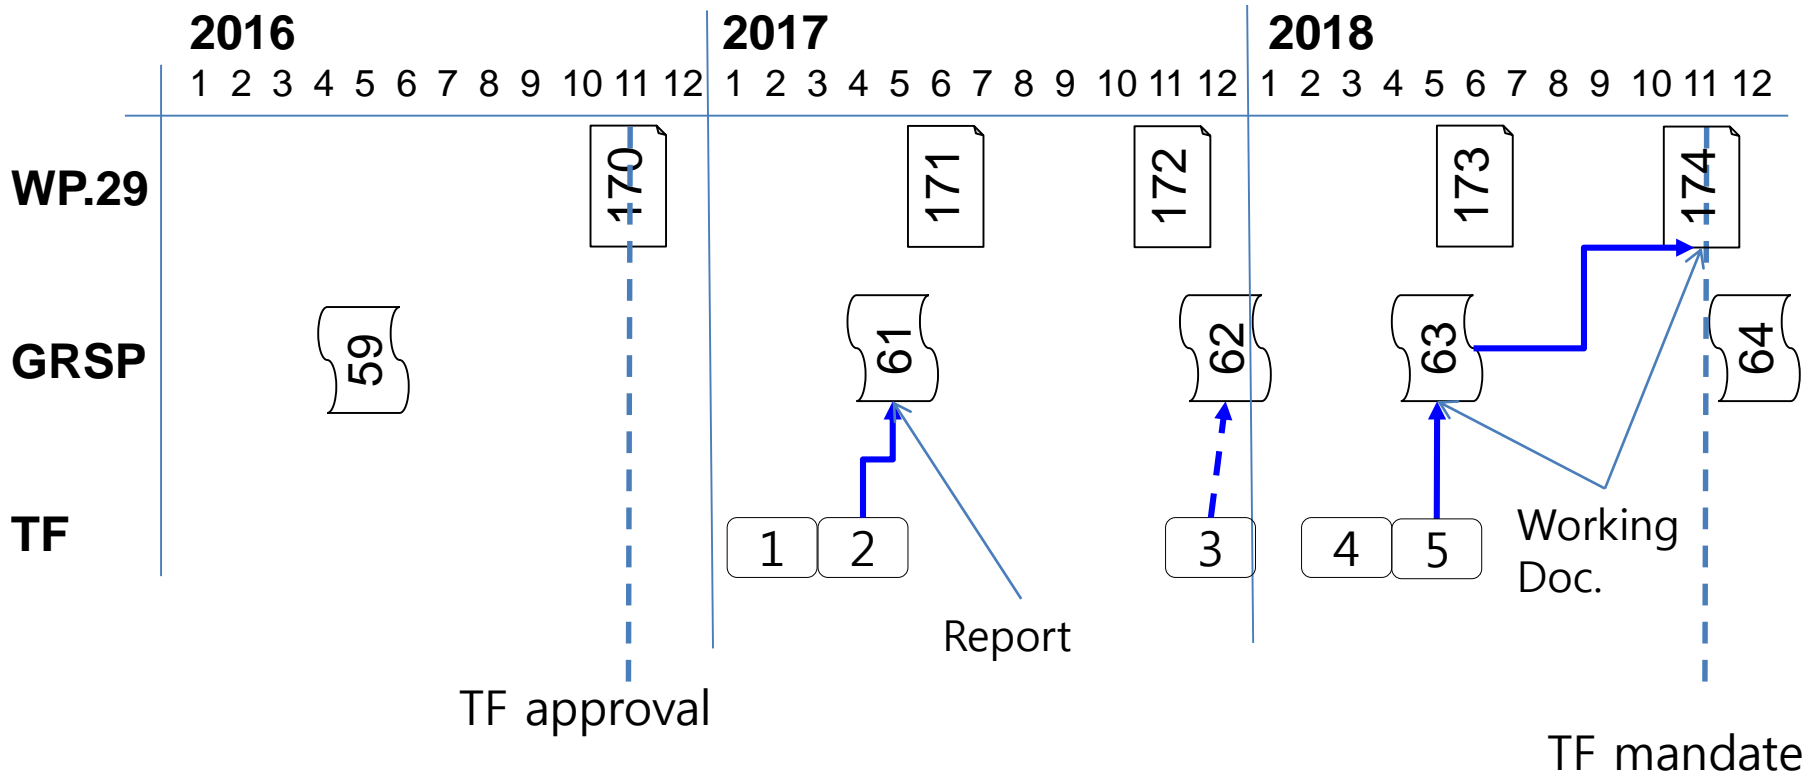 2016 2017 2018
1 2 3 4 5 6 7 8 9 10 11 12 1 2 3 4 5 6 7 8 9 10 11 12 1 2 3 4 5 6 7 8 9 10 11 12
WP.29 170 171 172 173 174
GRSP 59 61 62 63 64
TF 1 2 3 4 5
Working
Doc.
Report
TF approval
TF mandate